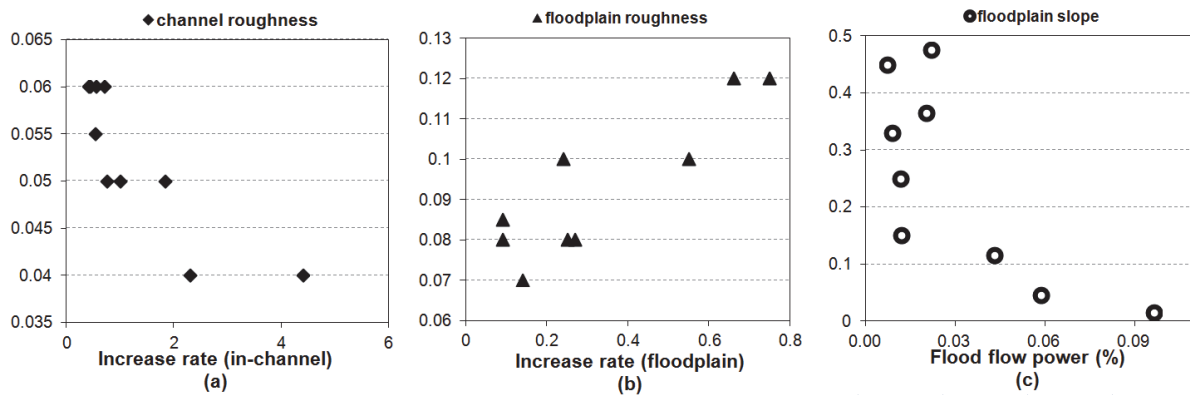 channel roughness
0.065
0.06
0.055
0.05
0.045
0.04
0.035
0 2 4 6
Increase rate (in-channel)
(a)
floodplain roughness
0.13
0.12
0.11
0.1
0.09
0.08
0.07
0.06
0 0.2 0.4 0.6 0.8
Increase rate (floodplain)
(b)
floodplain slope
0.5
0.4
0.3
0.2
0.1
0
0.00 0.03 0.06 0.09
Flood flow power (%)
(c)